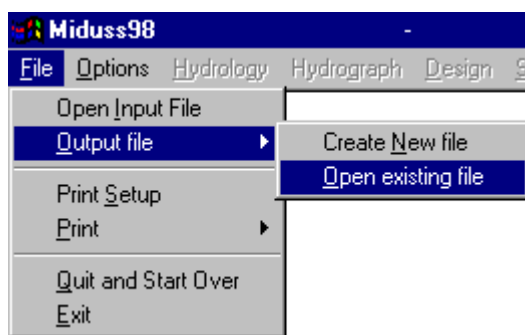 Miduss98 -
File Options Hydrology Hydrograph Design
Open Input File
Output file
Create New file
Open existing file
Print Setup
Print
Quit and Start Over
Exit